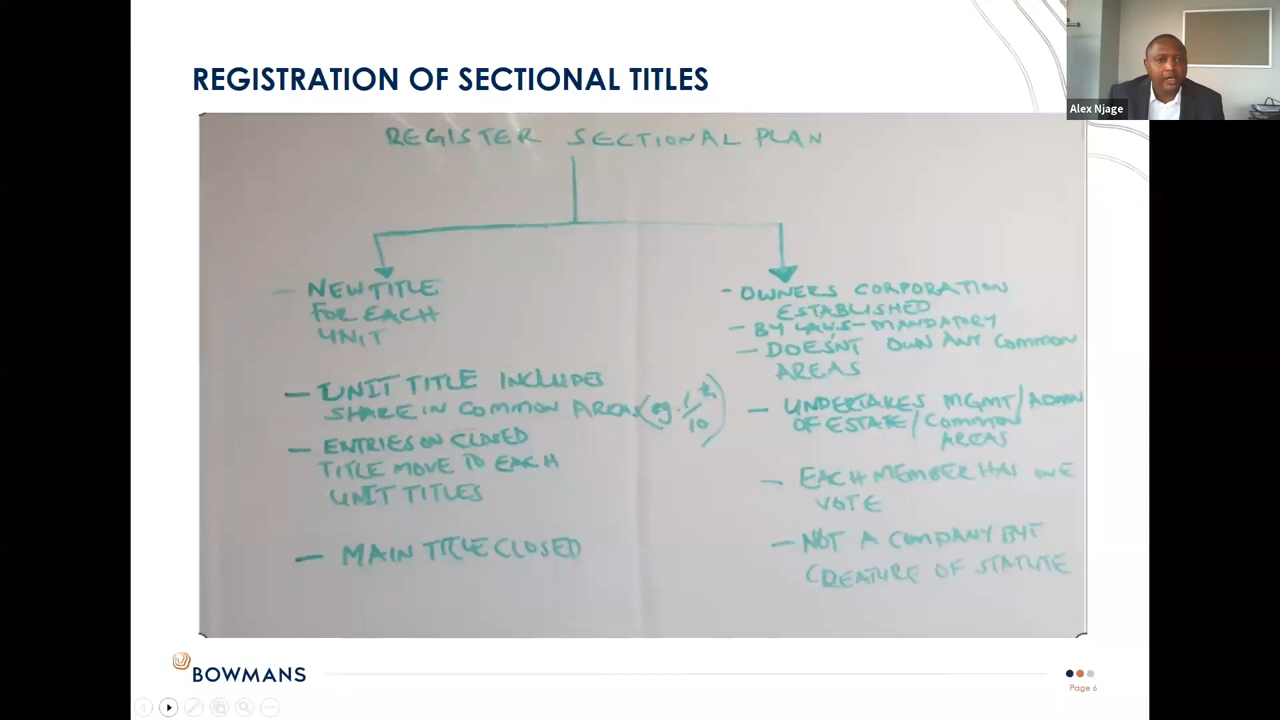 REGISTRATION OF SECTIONAL TITLES
Alex Njage
REGISTER SECTIONAL PLAN
- NEW TITLE
FOR EACH
UNIT
- UNIT TITLE INCLUDES
SHARE IN COMMON AREAS (eg. 1/10th)
- ENTRIES ON CLOSED
TITLE MOVE TO EACH
UNIT TITLES
- MAIN TITLE CLOSED
- OWNERS CORPORATION
ESTABLISHED
- BY LAWS - MANDATORY
- DOESN'T OWN ANY COMMON
AREAS
- UNDERTAKES MGMT/ADMN
OF ESTATE/COMMON
AREAS
- EACH MEMBER HAS ONE
VOTE
- NOT A COMPANY BUT
CREATURE OF STATUTE
BOWMANS
Page 6